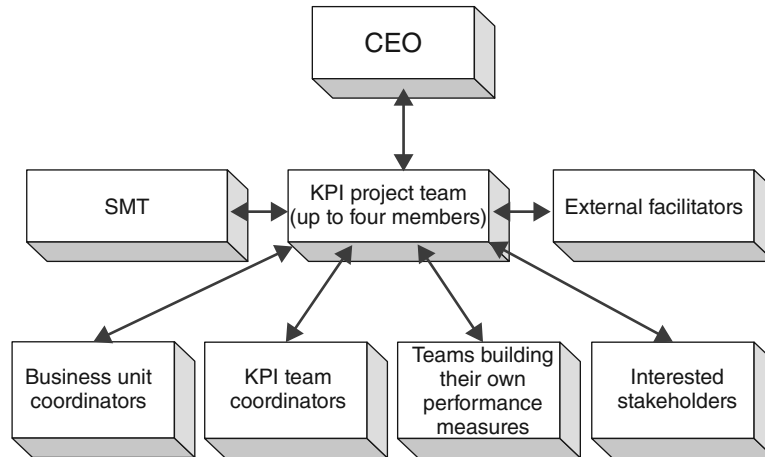 CEO
SMT
KPI project team
(up to four members)
External facilitators
Business unit
coordinators
KPI team
coordinators
Teams building
their own
performance
measures
Interested
stakeholders